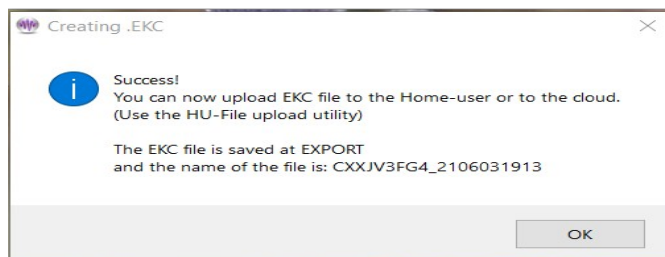 Creating .EKC
Success!
You can now upload EKC file to the Home-user or to the cloud.
(Use the HU-File upload utility)
The EKC file is saved at EXPORT
and the name of the file is: CXXJV3FG4_2106031913
OK